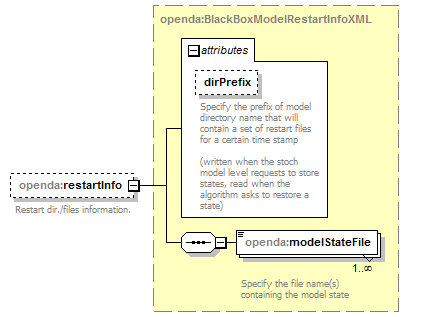 openda:BlackBoxModelRestartInfoXML
attributes
dirPrefix
Specify the prefix of model
directory name that will
contain a set of restart files
for a certain time stamp
(written when the stoch
model level requests to store
states, read when the
algorithm asks to restore a
state)
openda:restartInfo
Restart dir./files information.
openda:modelStateFile
1..∞
Specify the file name(s)
containing the model state